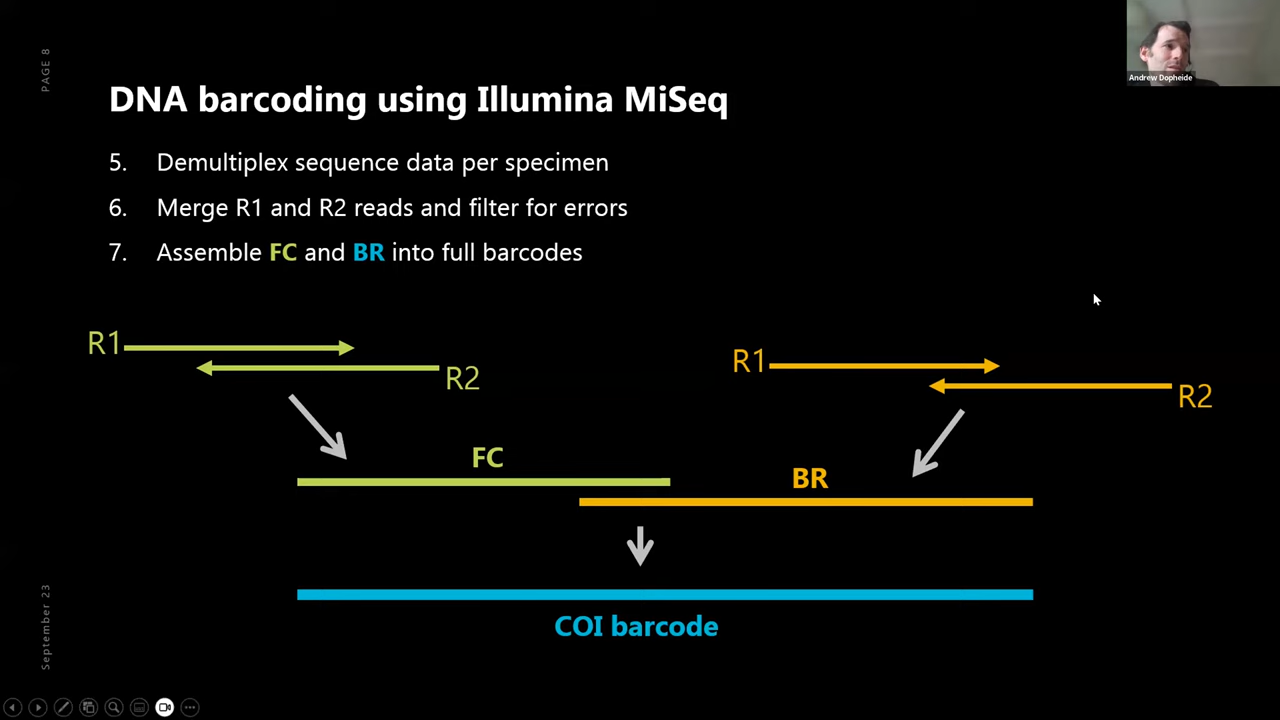 PAGE 8
Andrew Dopheide
DNA barcoding using Illumina MiSeq
5. Demultiplex sequence data per specimen
6. Merge R1 and R2 reads and filter for errors
7. Assemble FC and BR into full barcodes
R1
R2
R1
R2
FC
BR
COI barcode
September 23